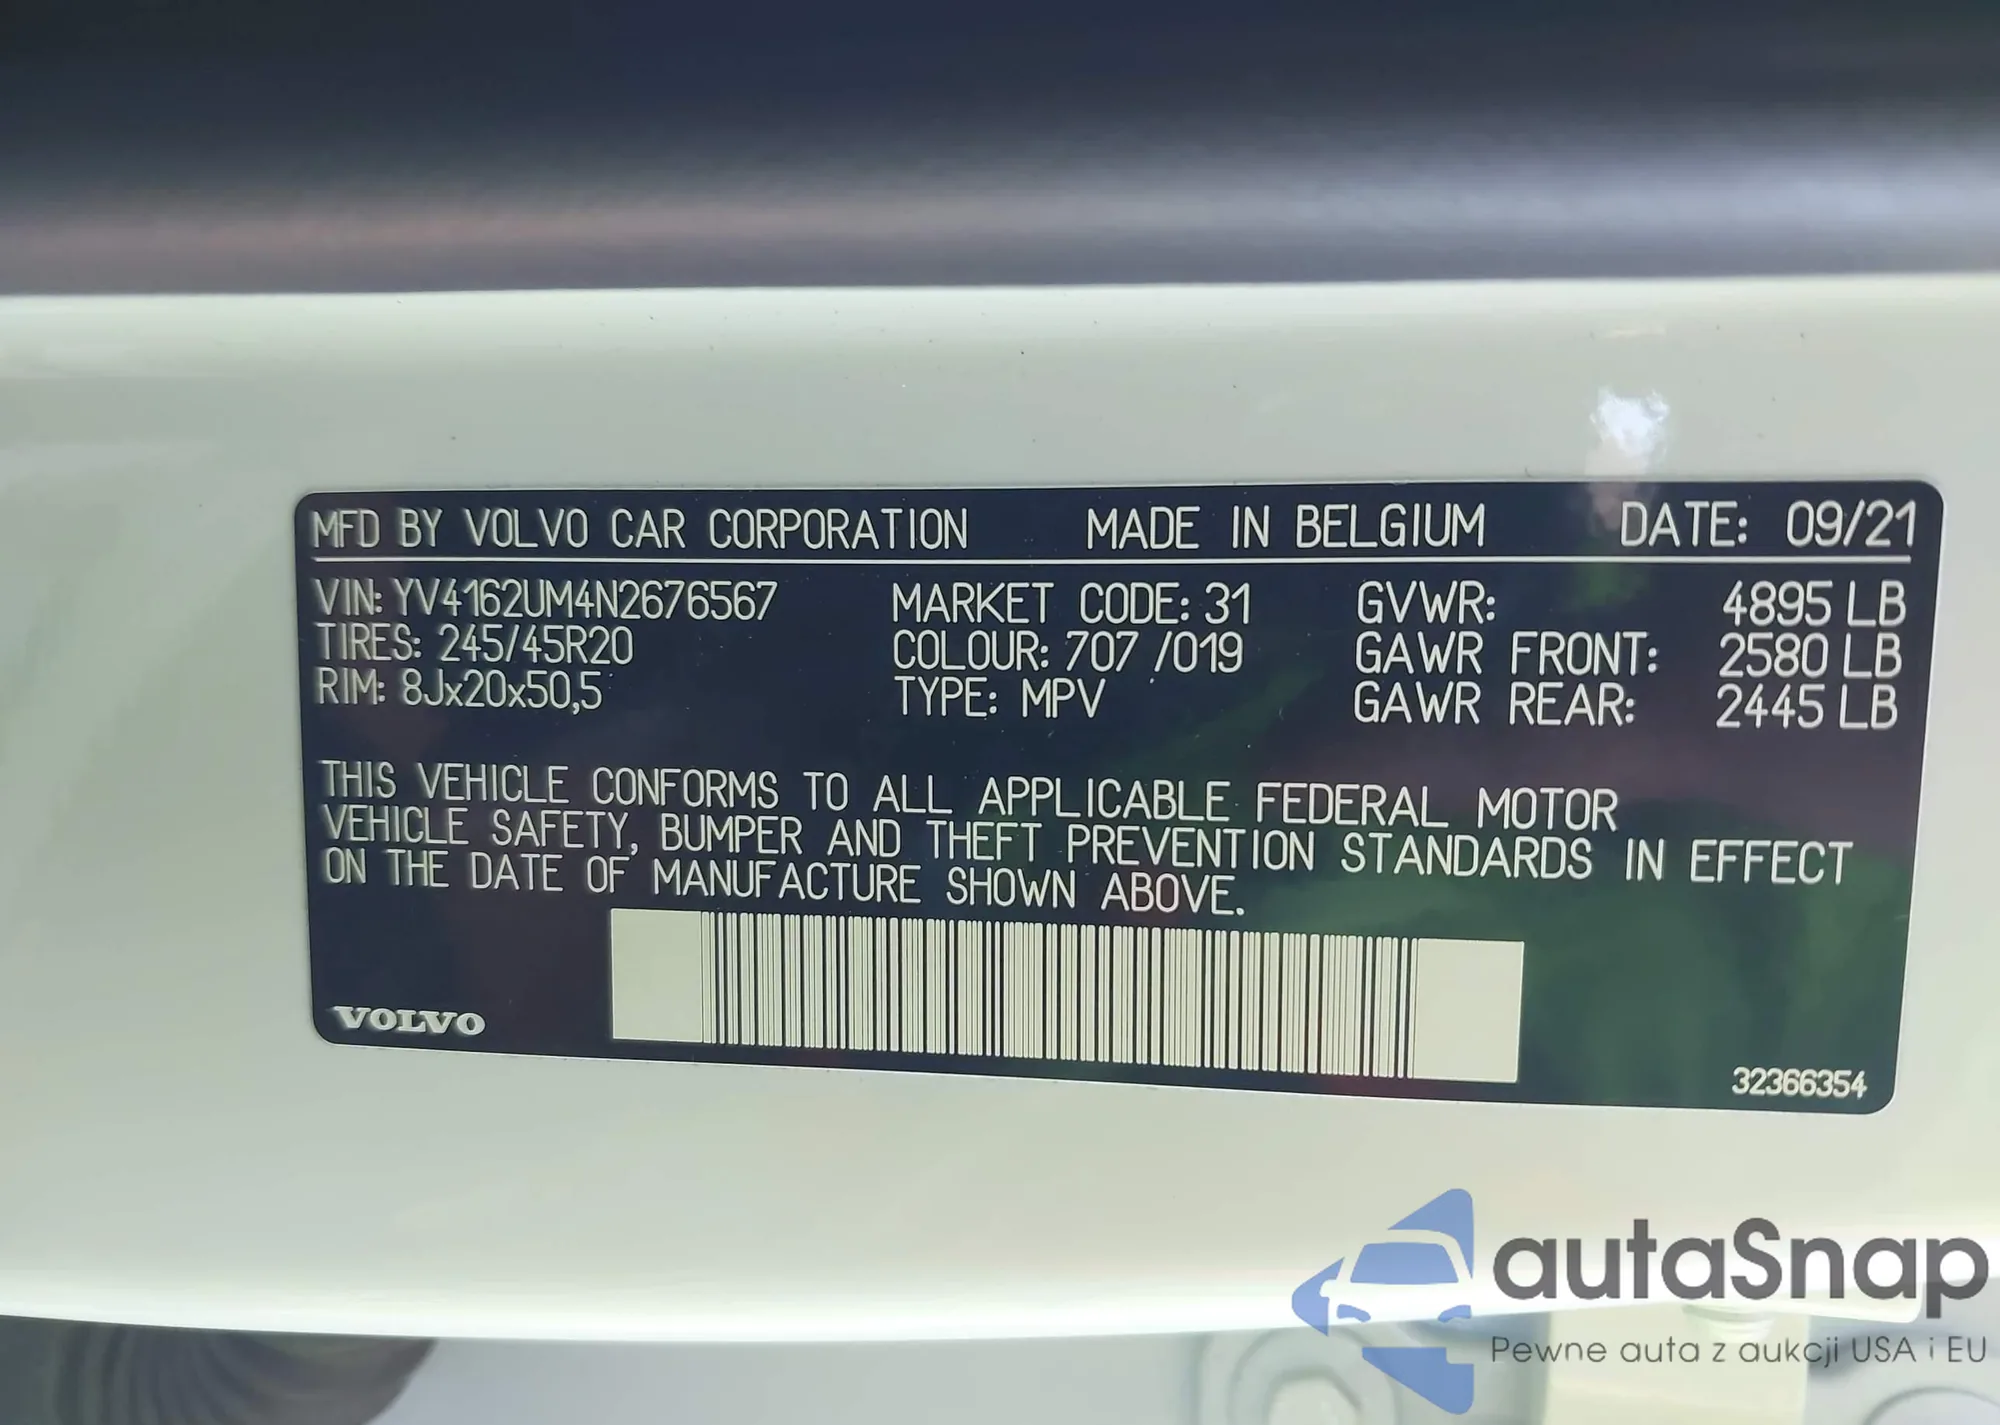 MFD BY VOLVO CAR CORPORATION MADE IN BELGIUM DATE: 09/21
VIN: YV4162UM4N2676567 MARKET CODE: 31 GVWR: 4895 LB
TIRES: 245/45R20 COLOUR: 707 /019 GAWR FRONT: 2580 LB
RIM: 8Jx20x50,5 TYPE: MPV GAWR REAR: 2445 LB
THIS VEHICLE CONFORMS TO ALL APPLICABLE FEDERAL MOTOR
VEHICLE SAFETY, BUMPER AND THEFT PREVENTION STANDARDS IN EFFECT
ON THE DATE OF MANUFACTURE SHOWN ABOVE.
VOLVO
32366354
autaSnap
Pewne auta z aukcji USA i EU